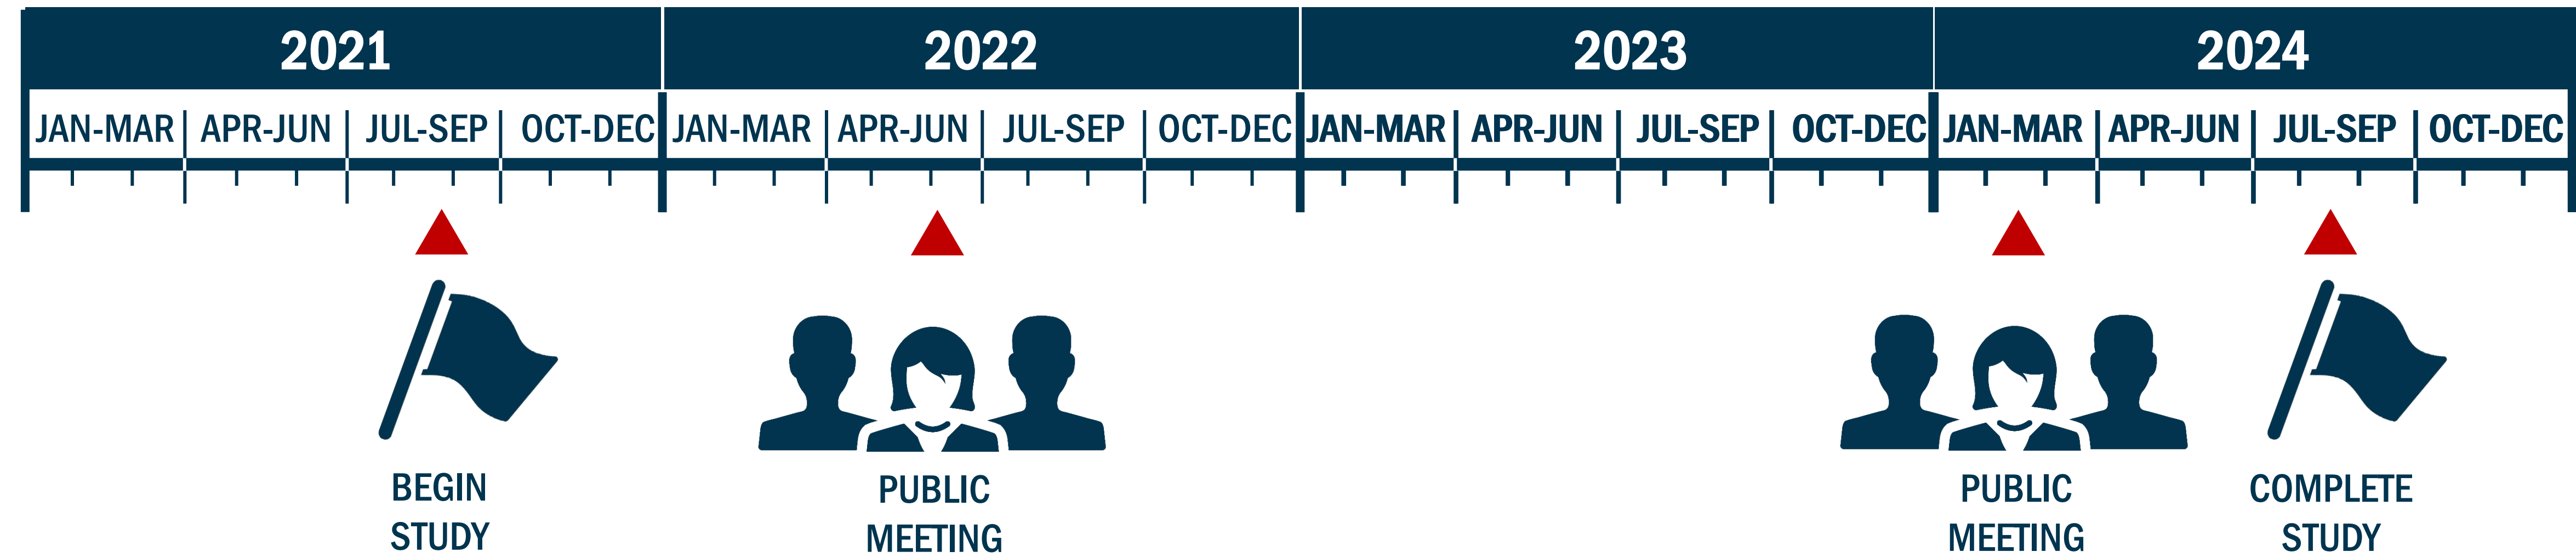 2021 2022 2023 2024
JAN-MAR APR-JUN JUL-SEP OCT-DEC JAN-MAR APR-JUN JUL-SEP OCT-DEC JAN-MAR APR-JUN JUL-SEP OCT-DEC JAN-MAR APR-JUN JUL-SEP OCT-DEC
BEGIN
STUDY
PUBLIC
MEETING
PUBLIC
MEETING
COMPLETE
STUDY